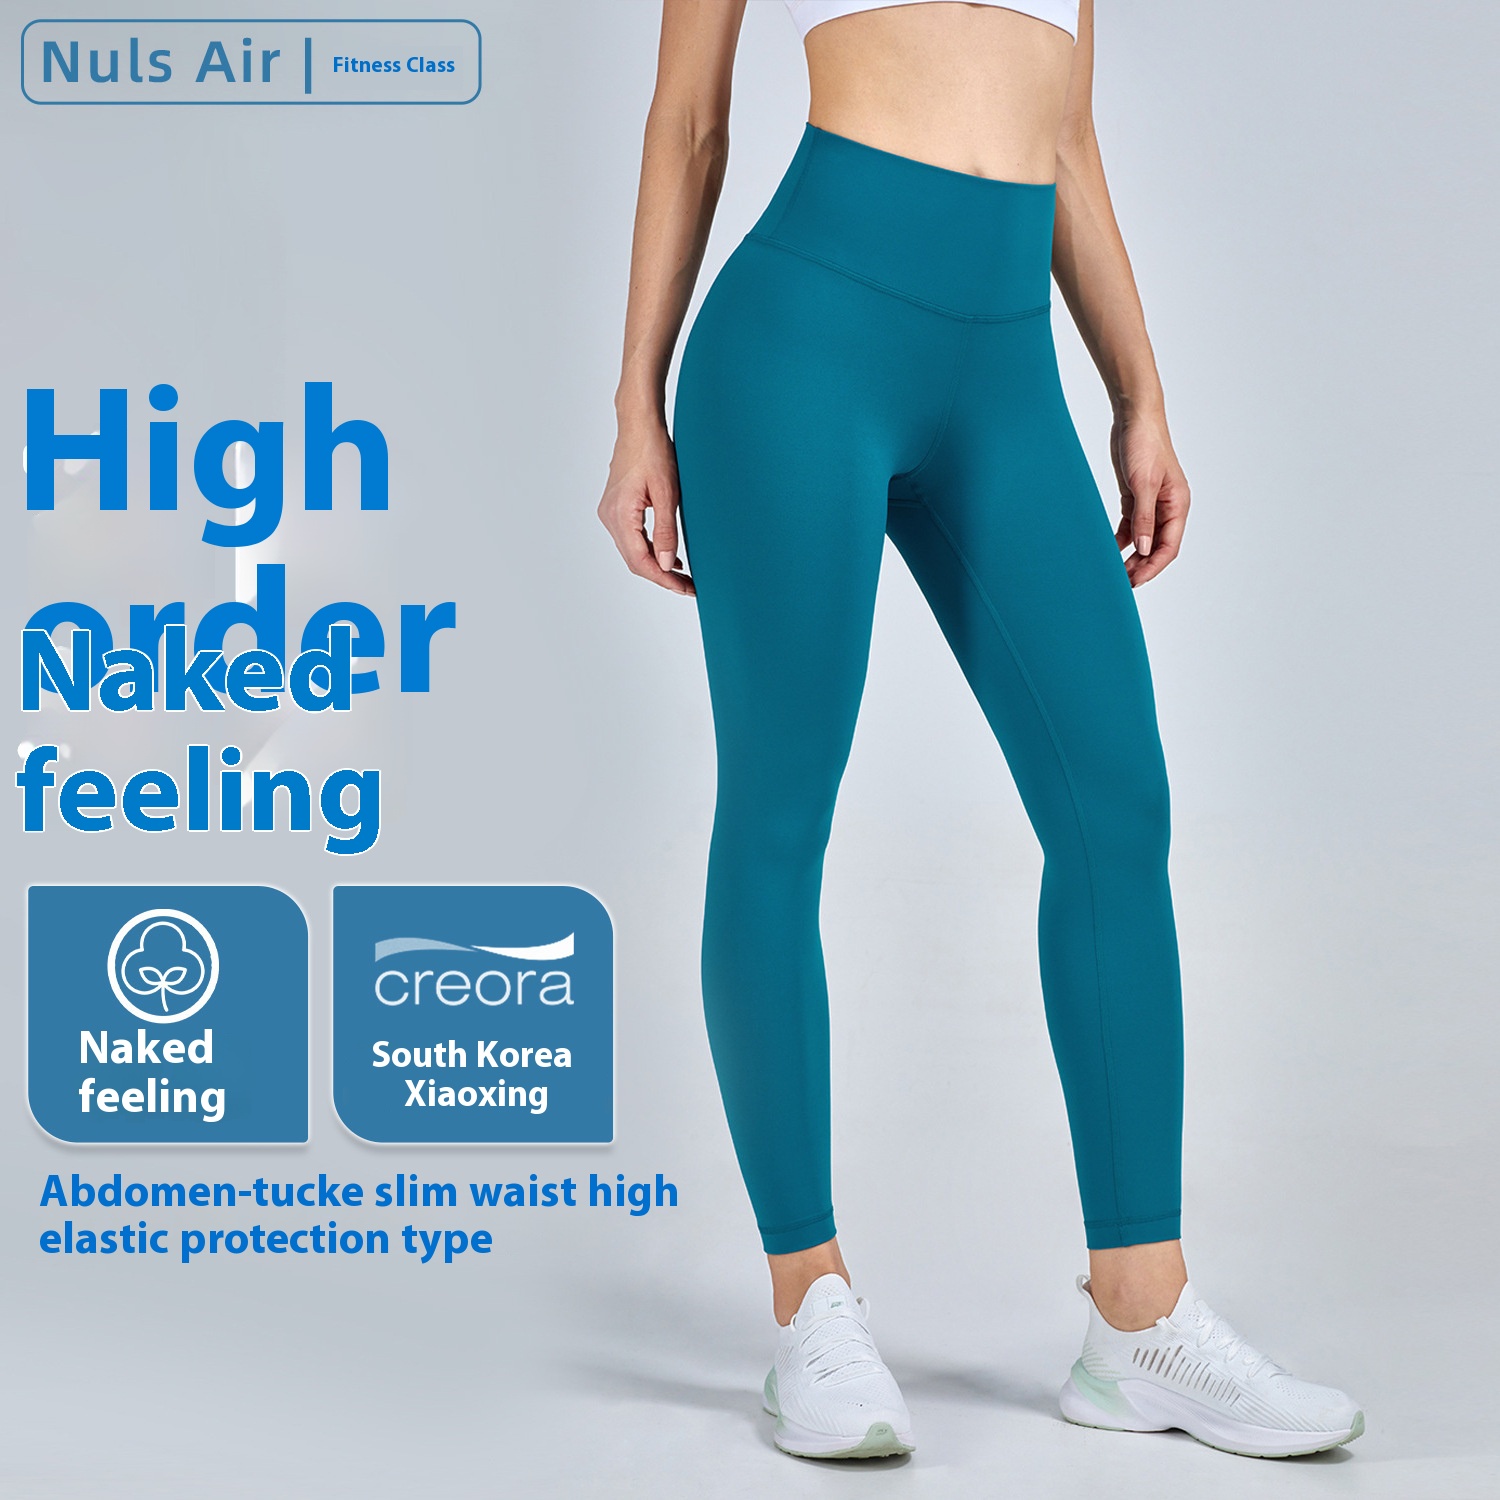 Nuls Air | Fitness Class
High
order
Naked
feeling
Naked
feeling
creora
South Korea
Xiaoxing
Abdomen-tucke slim waist high
elastic protection type